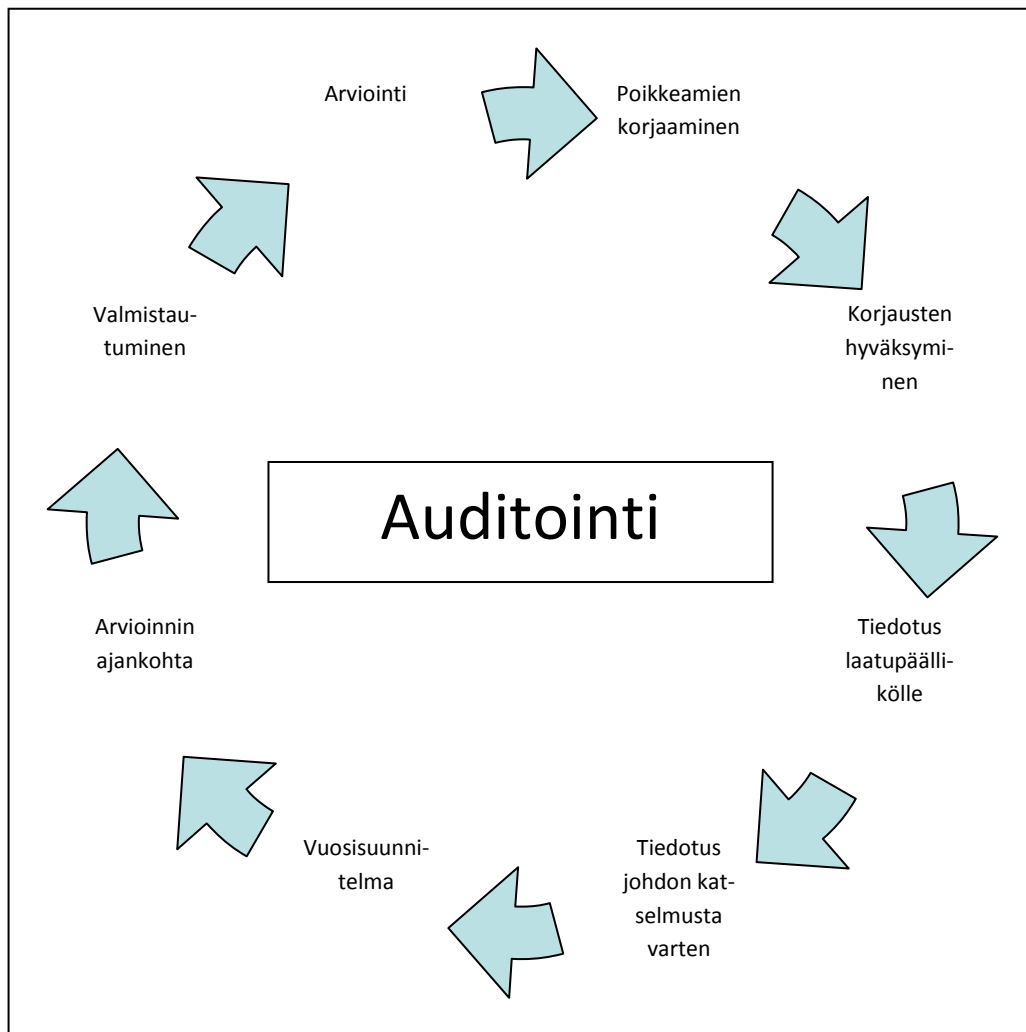 Arviointi
Poikkeamien
korjaaminen
Korjausten
hyväksymi-
nen
Tiedotus
laatupäälli-
kölle
Tiedotus
johdon kat-
selmusta
varten
Vuosisuunni-
telma
Arvioinnin
ajankohta
Valmistau-
tuminen
Auditointi